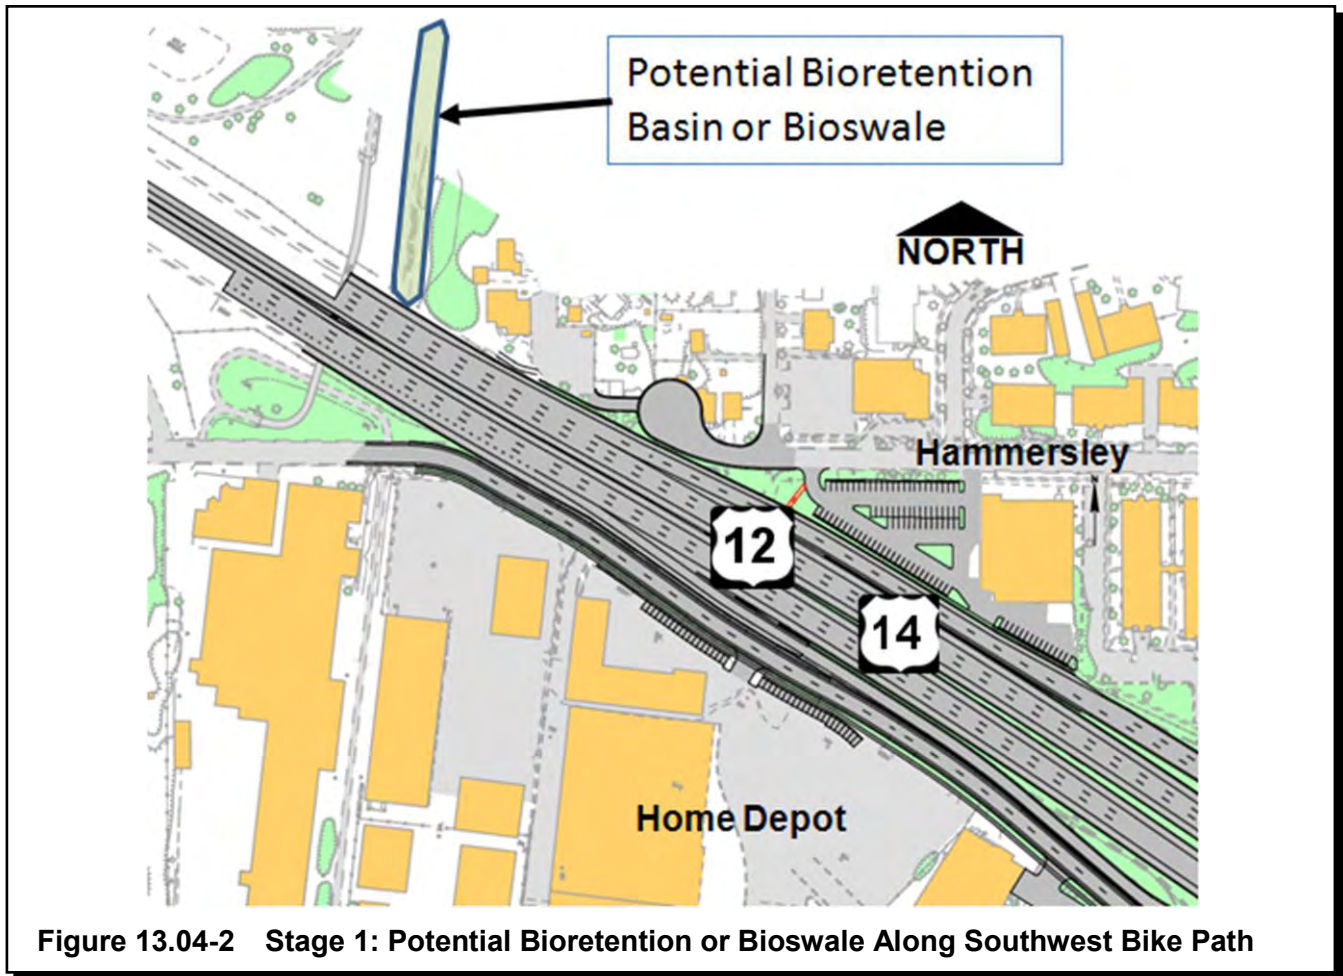 Potential Bioretention
Basin or Bioswale
NORTH
Hammersley
12
14
Home Depot
Figure 13.04-2 Stage 1: Potential Bioretention or Bioswale Along Southwest Bike Path